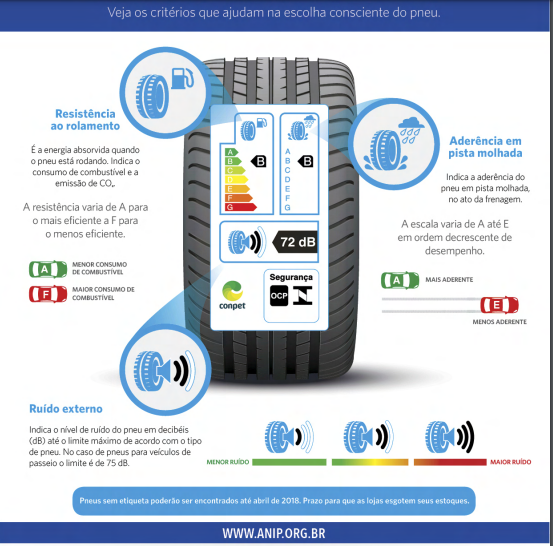 Veja os critérios que ajudam na escolha consciente do pneu.
Resistência
ao rolamento
É a energia absorvida quando
o pneu está rodando. Indica o
consumo de combustível e a
emissão de CO₂.
A resistência varia de A para
o mais eficiente a F para
o menos eficiente.
A
MENOR CONSUMO
DE COMBUSTÍVEL
F
MAIOR CONSUMO DE
COMBUSTÍVEL
A
B
C
D
E
F
G
B
A
B
C
D
E
F
G
B
72 dB
conpet
Segurança
OCP
Aderência em
pista molhada
Indica a aderência do
pneu em pista molhada,
no ato da frenagem.
A escala varia de A até E
em ordem decrescente de
desempenho.
A
MAIS ADERENTE
E
MENOS ADERENTE
Ruído externo
Indica o nível de ruído do pneu em decibéis
(dB) até o limite máximo de acordo com o tipo
de pneu. No caso de pneus para veículos de
passeio o limite é de 75 dB.
MENOR RUÍDO
MAIOR RUÍDO
Pneus sem etiqueta poderão ser encontrados até abril de 2018. Prazo para que as lojas esgotem seus estoques.
WWW.ANIP.ORG.BR